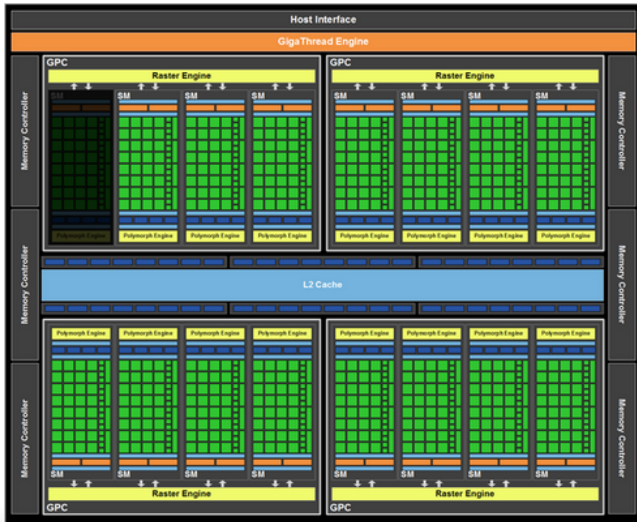 Host Interface
GigaThread Engine
GPC
GPC
Raster Engine
Raster Engine
SM SM SM SM
SM SM SM SM
Memory Controller
Memory Controller
Polymorph Engine Polymorph Engine Polymorph Engine Polymorph Engine
Polymorph Engine Polymorph Engine Polymorph Engine Polymorph Engine
Memory Controller
L2 Cache
Memory Controller
Polymorph Engine Polymorph Engine Polymorph Engine Polymorph Engine
Polymorph Engine Polymorph Engine Polymorph Engine Polymorph Engine
Memory Controller
Memory Controller
SM SM SM SM
SM SM SM SM
Raster Engine
Raster Engine
GPC
GPC